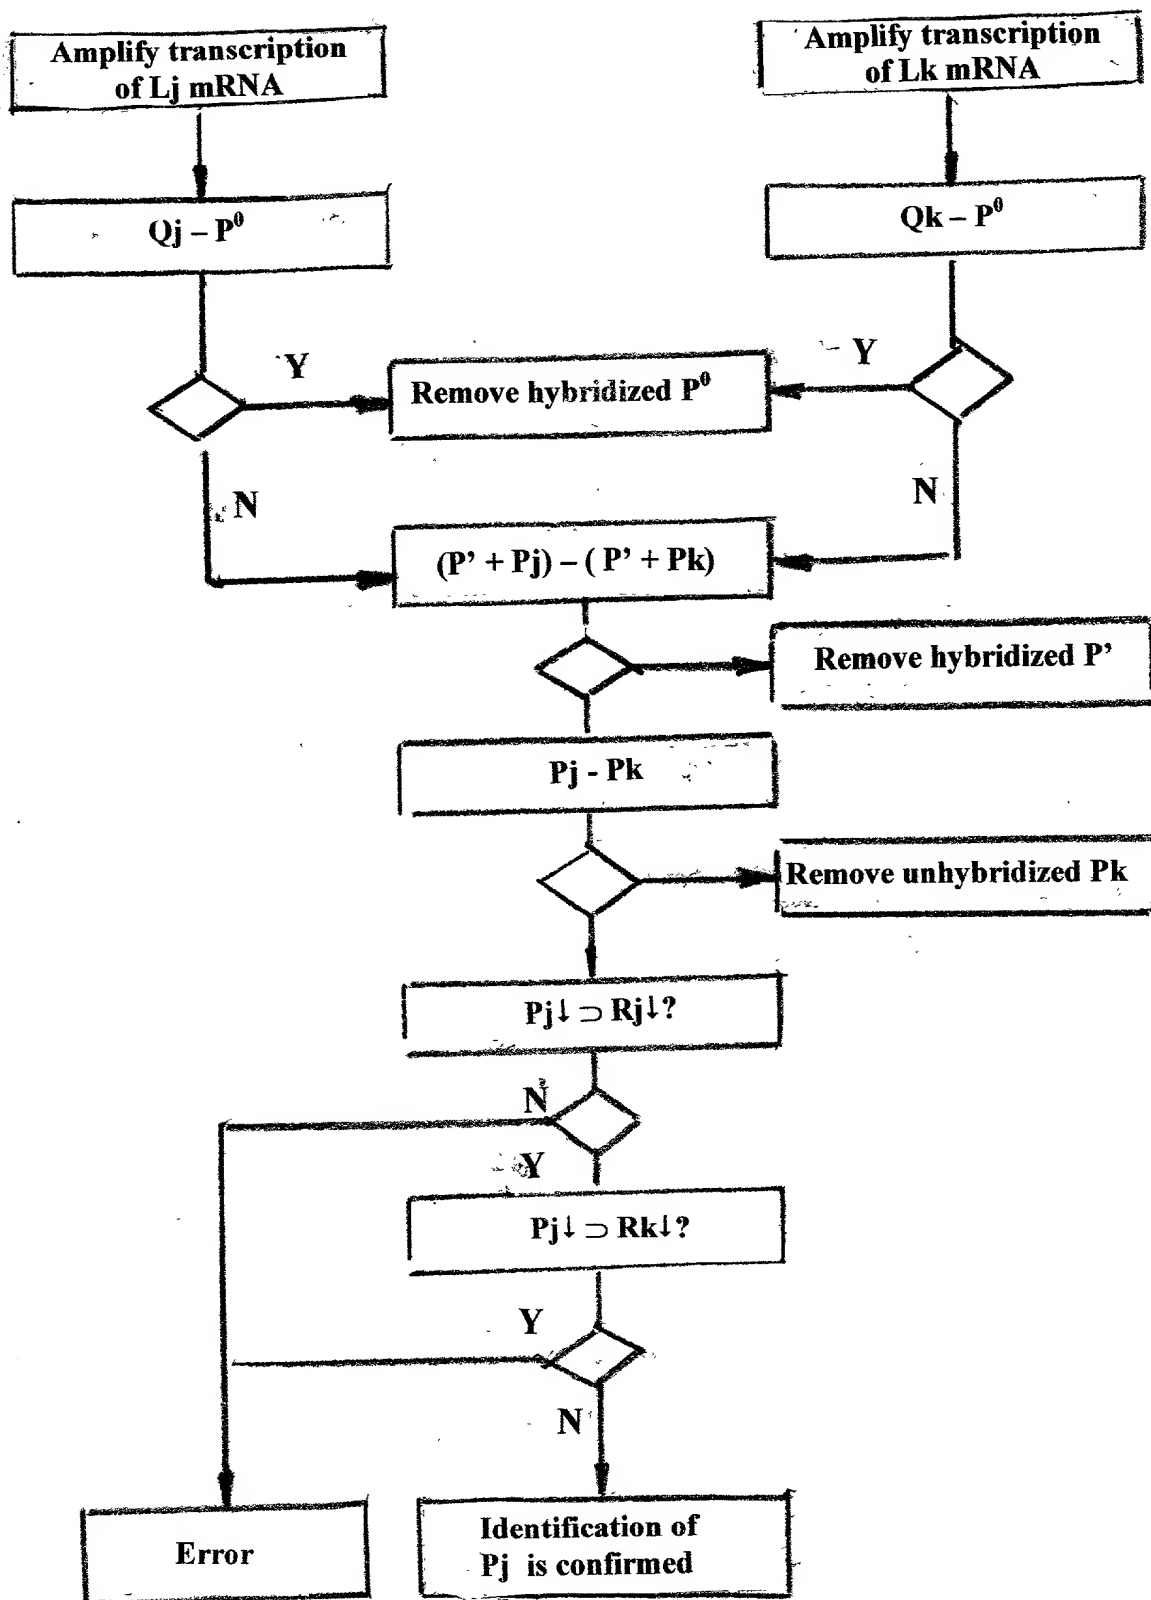 Amplify transcription
of Lj mRNA
Amplify transcription
of Lk mRNA
Qj – P⁰
Qk – P⁰
Y
Remove hybridized P⁰
Y
N
N
(P’ + Pj) – ( P’ + Pk)
Remove hybridized P’
Pj - Pk
Remove unhybridized Pk
Pj↓ ⊃ Rj↓?
N
Y
Pj↓ ⊃ Rk↓?
Y
N
Error
Identification of
Pj is confirmed